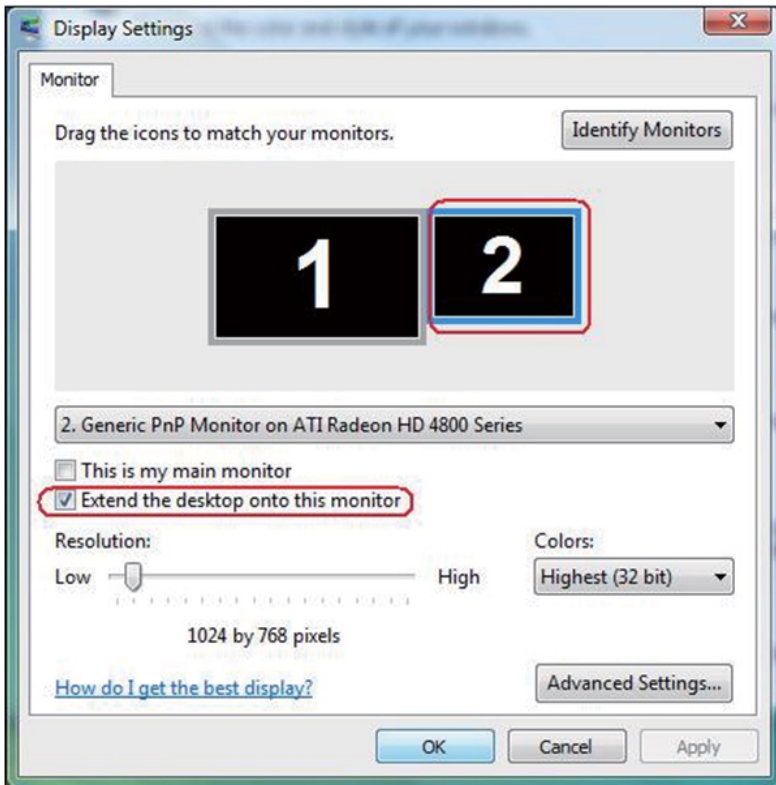 Display Settings
Monitor
Drag the icons to match your monitors.
Identify Monitors
1
2
2. Generic PnP Monitor on ATI Radeon HD 4800 Series
This is my main monitor
Extend the desktop onto this monitor
Resolution:
Colors:
Low
High
Highest (32 bit)
1024 by 768 pixels
How do I get the best display?
Advanced Settings...
OK
Cancel
Apply